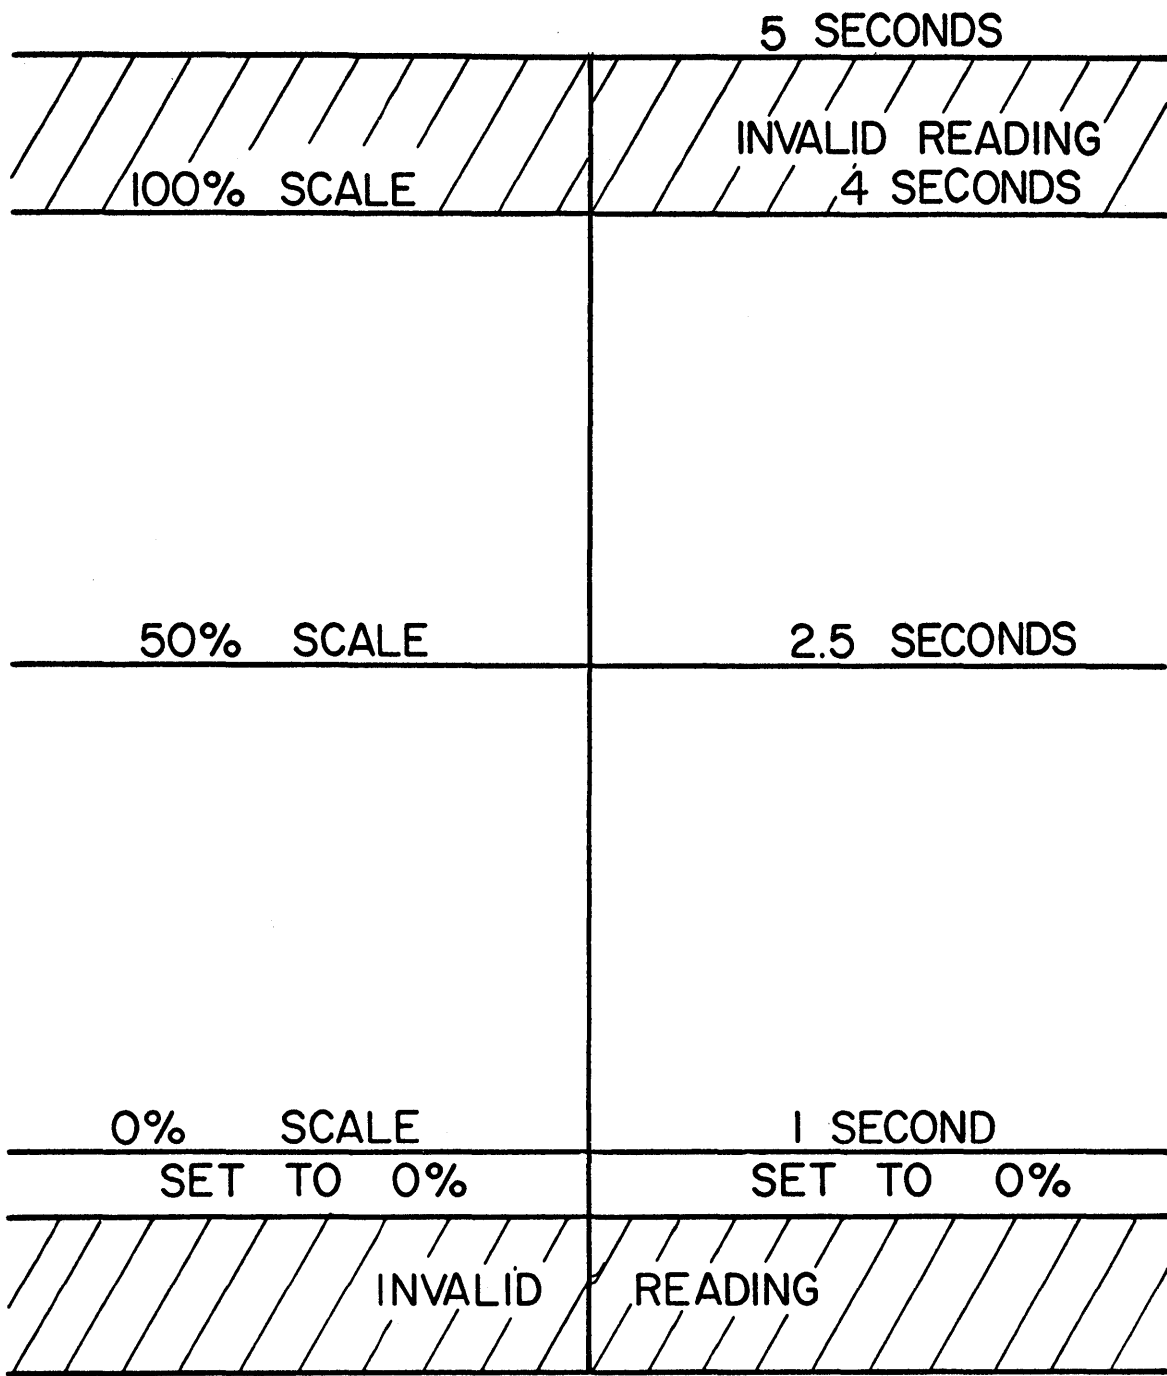 5 SECONDS
INVALID READING
100% SCALE 4 SECONDS
50% SCALE 2.5 SECONDS
0% SCALE 1 SECOND
SET TO 0% SET TO 0%
INVALID READING